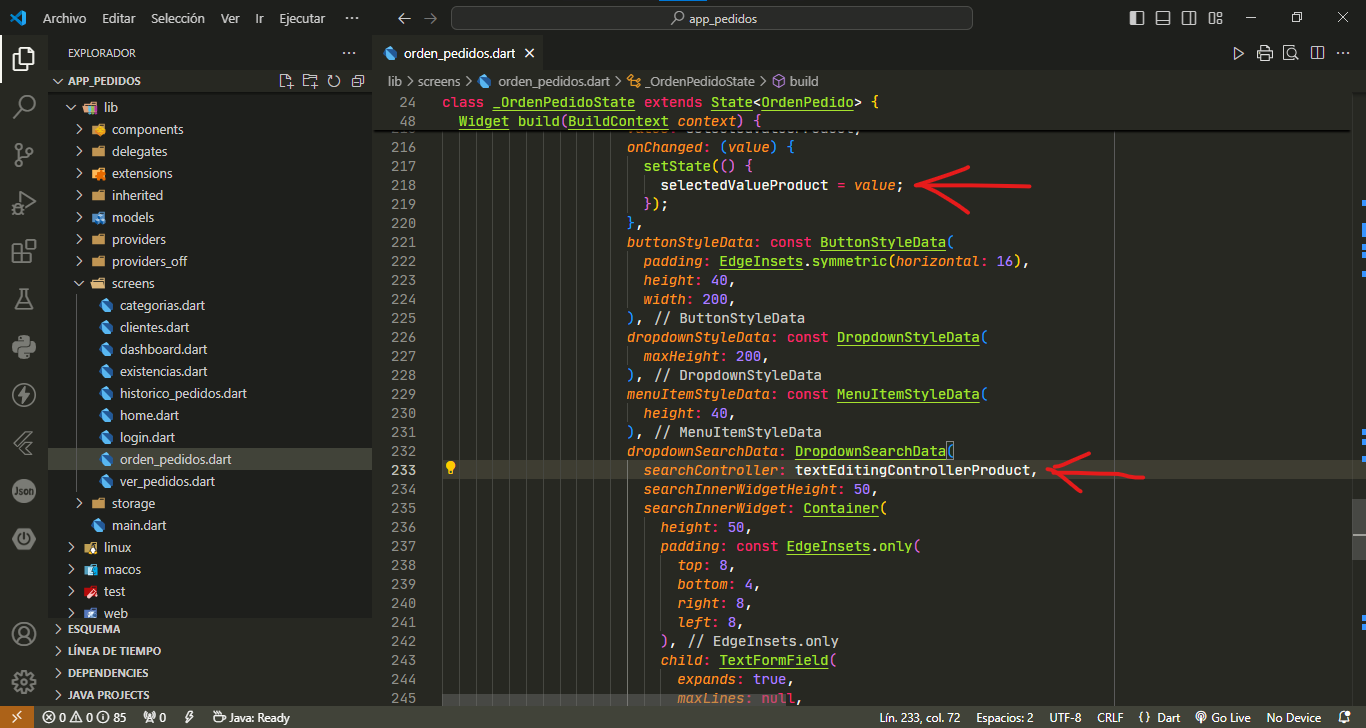 Archivo Editar Selección Ver Ir Ejecutar ···
app_pedidos
EXPLORADOR
APP_PEDIDOS
lib
components
delegates
extensions
inherited
models
providers
providers_off
screens
categorias.dart
clientes.dart
dashboard.dart
existencias.dart
historico_pedidos.dart
home.dart
login.dart
orden_pedidos.dart
ver_pedidos.dart
storage
main.dart
linux
macos
test
web
ESQUEMA
LÍNEA DE TIEMPO
DEPENDENCIES
JAVA PROJECTS
Json
orden_pedidos.dart
lib > screens > orden_pedidos.dart > _OrdenPedidoState > build
24 class _OrdenPedidoState extends State<OrdenPedido> {
48 Widget build(BuildContext context) {
216 onChanged: (value) {
217 setState(() {
218 selectedValueProduct = value;
219 });
220 },
221 buttonStyleData: const ButtonStyleData(
222 padding: EdgeInsets.symmetric(horizontal: 16),
223 height: 40,
224 width: 200,
225 ), // ButtonStyleData
226 dropdownStyleData: const DropdownStyleData(
227 maxHeight: 200,
228 ), // DropdownStyleData
229 menuItemStyleData: const MenuItemStyleData(
230 height: 40,
231 ), // MenuItemStyleData
232 dropdownSearchData: DropdownSearchData(
233 searchController: textEditingControllerProduct,
234 searchInnerWidgetHeight: 50,
235 searchInnerWidget: Container(
236 height: 50,
237 padding: const EdgeInsets.only(
238 top: 8,
239 bottom: 4,
240 right: 8,
241 left: 8,
242 ), // EdgeInsets.only
243 child: TextFormField(
244 expands: true,
245 maxLines: null,
0 0 85 0 Java: Ready Lín. 233, col. 72 Espacios: 2 UTF-8 CRLF { } Dart Go Live No Device